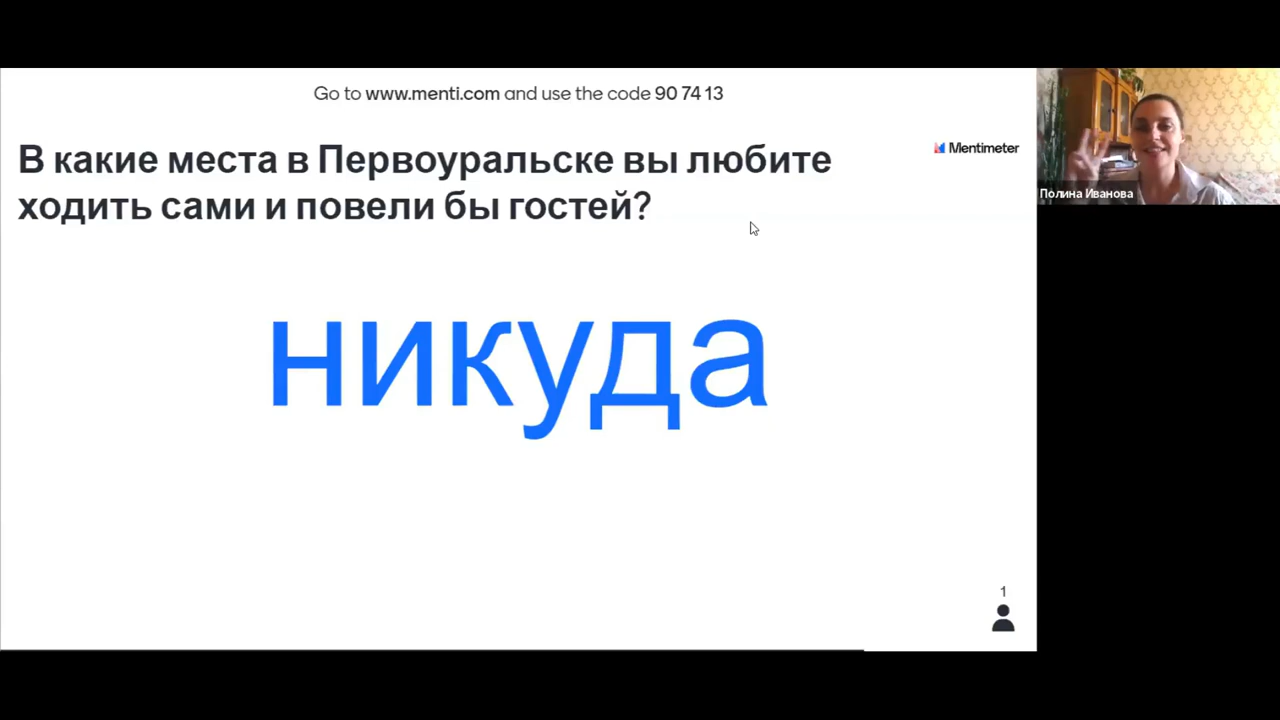 Go to www.menti.com and use the code 90 74 13
В какие места в Первоуральске вы любите
ходить сами и повели бы гостей?
Mentimeter
Полина Иванова
никуда
1